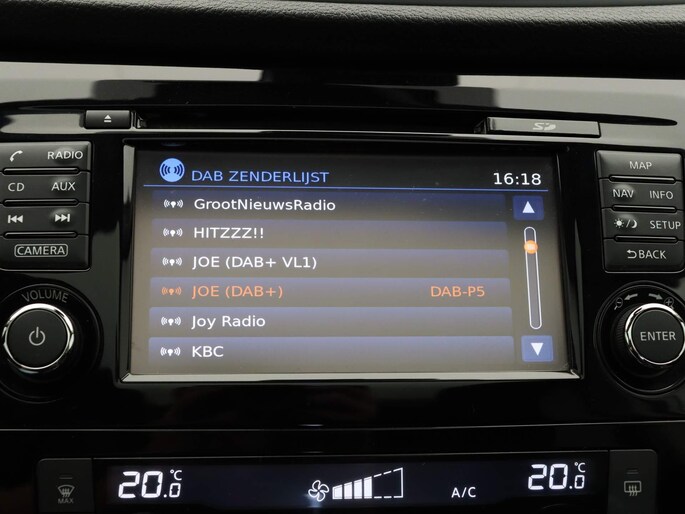 RADIO
SD
CD AUX
CAMERA
VOLUME
DAB ZENDERLIJST 16:18
GrootNieuwsRadio
HITZZZ!!
JOE (DAB+ VL1)
JOE (DAB+) DAB-P5
Joy Radio
KBC
MAP
NAV INFO
SETUP
BACK
ENTER
MAX
20.0 °C
A/C
20.0 °C